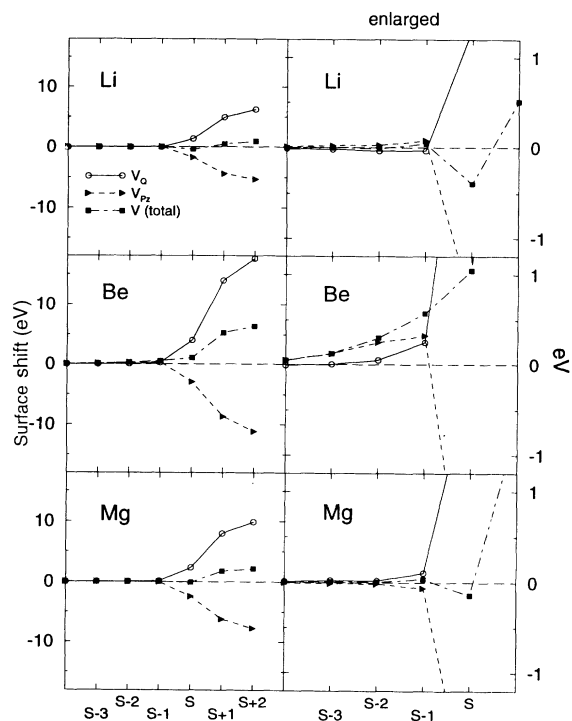 enlarged
Li
Li
10
0
-10
1
0
-1
V_Q
V_Pz
V (total)
Be
Be
10
0
-10
1
0
-1
Surface shift (eV)
eV
Mg
Mg
10
0
-10
1
0
-1
S-3
S-2
S-1
S
S+1
S+2
S-3
S-2
S-1
S